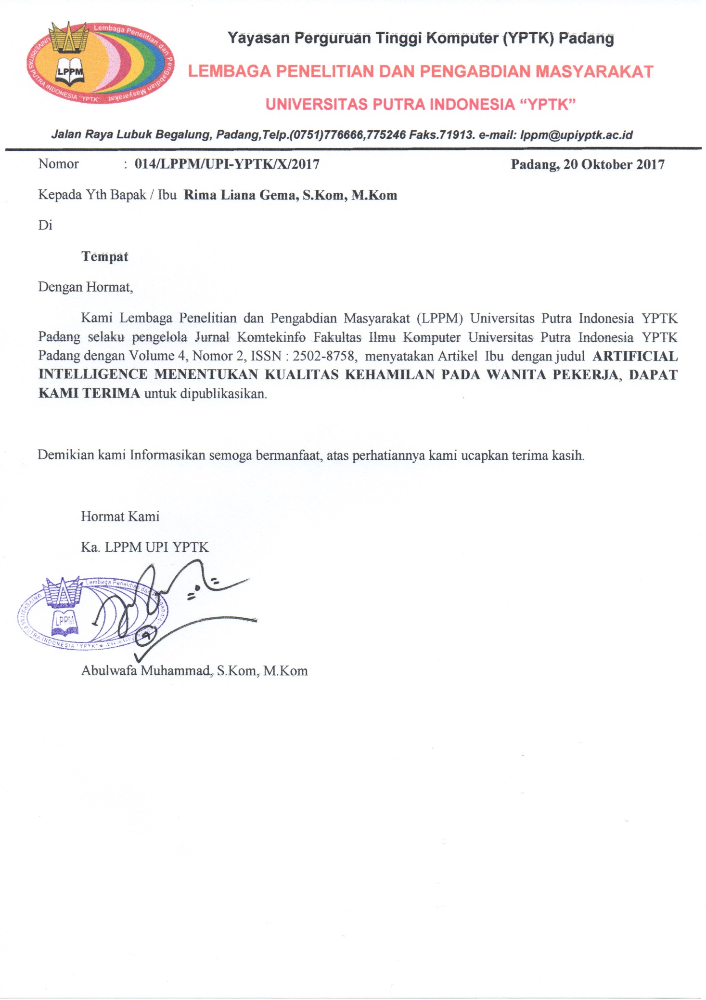 Lembaga Penelitian dan Pengabdian Masyarakat
UNIVERSITAS PUTRA INDONESIA "YPTK"
LPPM
Yayasan Perguruan Tinggi Komputer (YPTK) Padang
LEMBAGA PENELITIAN DAN PENGABDIAN MASYARAKAT
UNIVERSITAS PUTRA INDONESIA “YPTK”
Jalan Raya Lubuk Begalung, Padang,Telp.(0751)776666,775246 Faks.71913. e-mail: lppm@upiyptk.ac.id
Nomor : 014/LPPM/UPI-YPTK/X/2017 Padang, 20 Oktober 2017
Kepada Yth Bapak / Ibu Rima Liana Gema, S.Kom, M.Kom
Di
Tempat
Dengan Hormat,
Kami Lembaga Penelitian dan Pengabdian Masyarakat (LPPM) Universitas Putra Indonesia YPTK
Padang selaku pengelola Jurnal Komtekinfo Fakultas Ilmu Komputer Universitas Putra Indonesia YPTK
Padang dengan Volume 4, Nomor 2, ISSN : 2502-8758, menyatakan Artikel Ibu dengan judul ARTIFICIAL
INTELLIGENCE MENENTUKAN KUALITAS KEHAMILAN PADA WANITA PEKERJA, DAPAT
KAMI TERIMA untuk dipublikasikan.
Demikian kami Informasikan semoga bermanfaat, atas perhatiannya kami ucapkan terima kasih.
Hormat Kami
Ka. LPPM UPI YPTK
Lembaga Penelitian dan Pengabdian
UNIVERSITAS PUTRA INDONESIA "YPTK"
LPPM
Abulwafa Muhammad, S.Kom, M.Kom